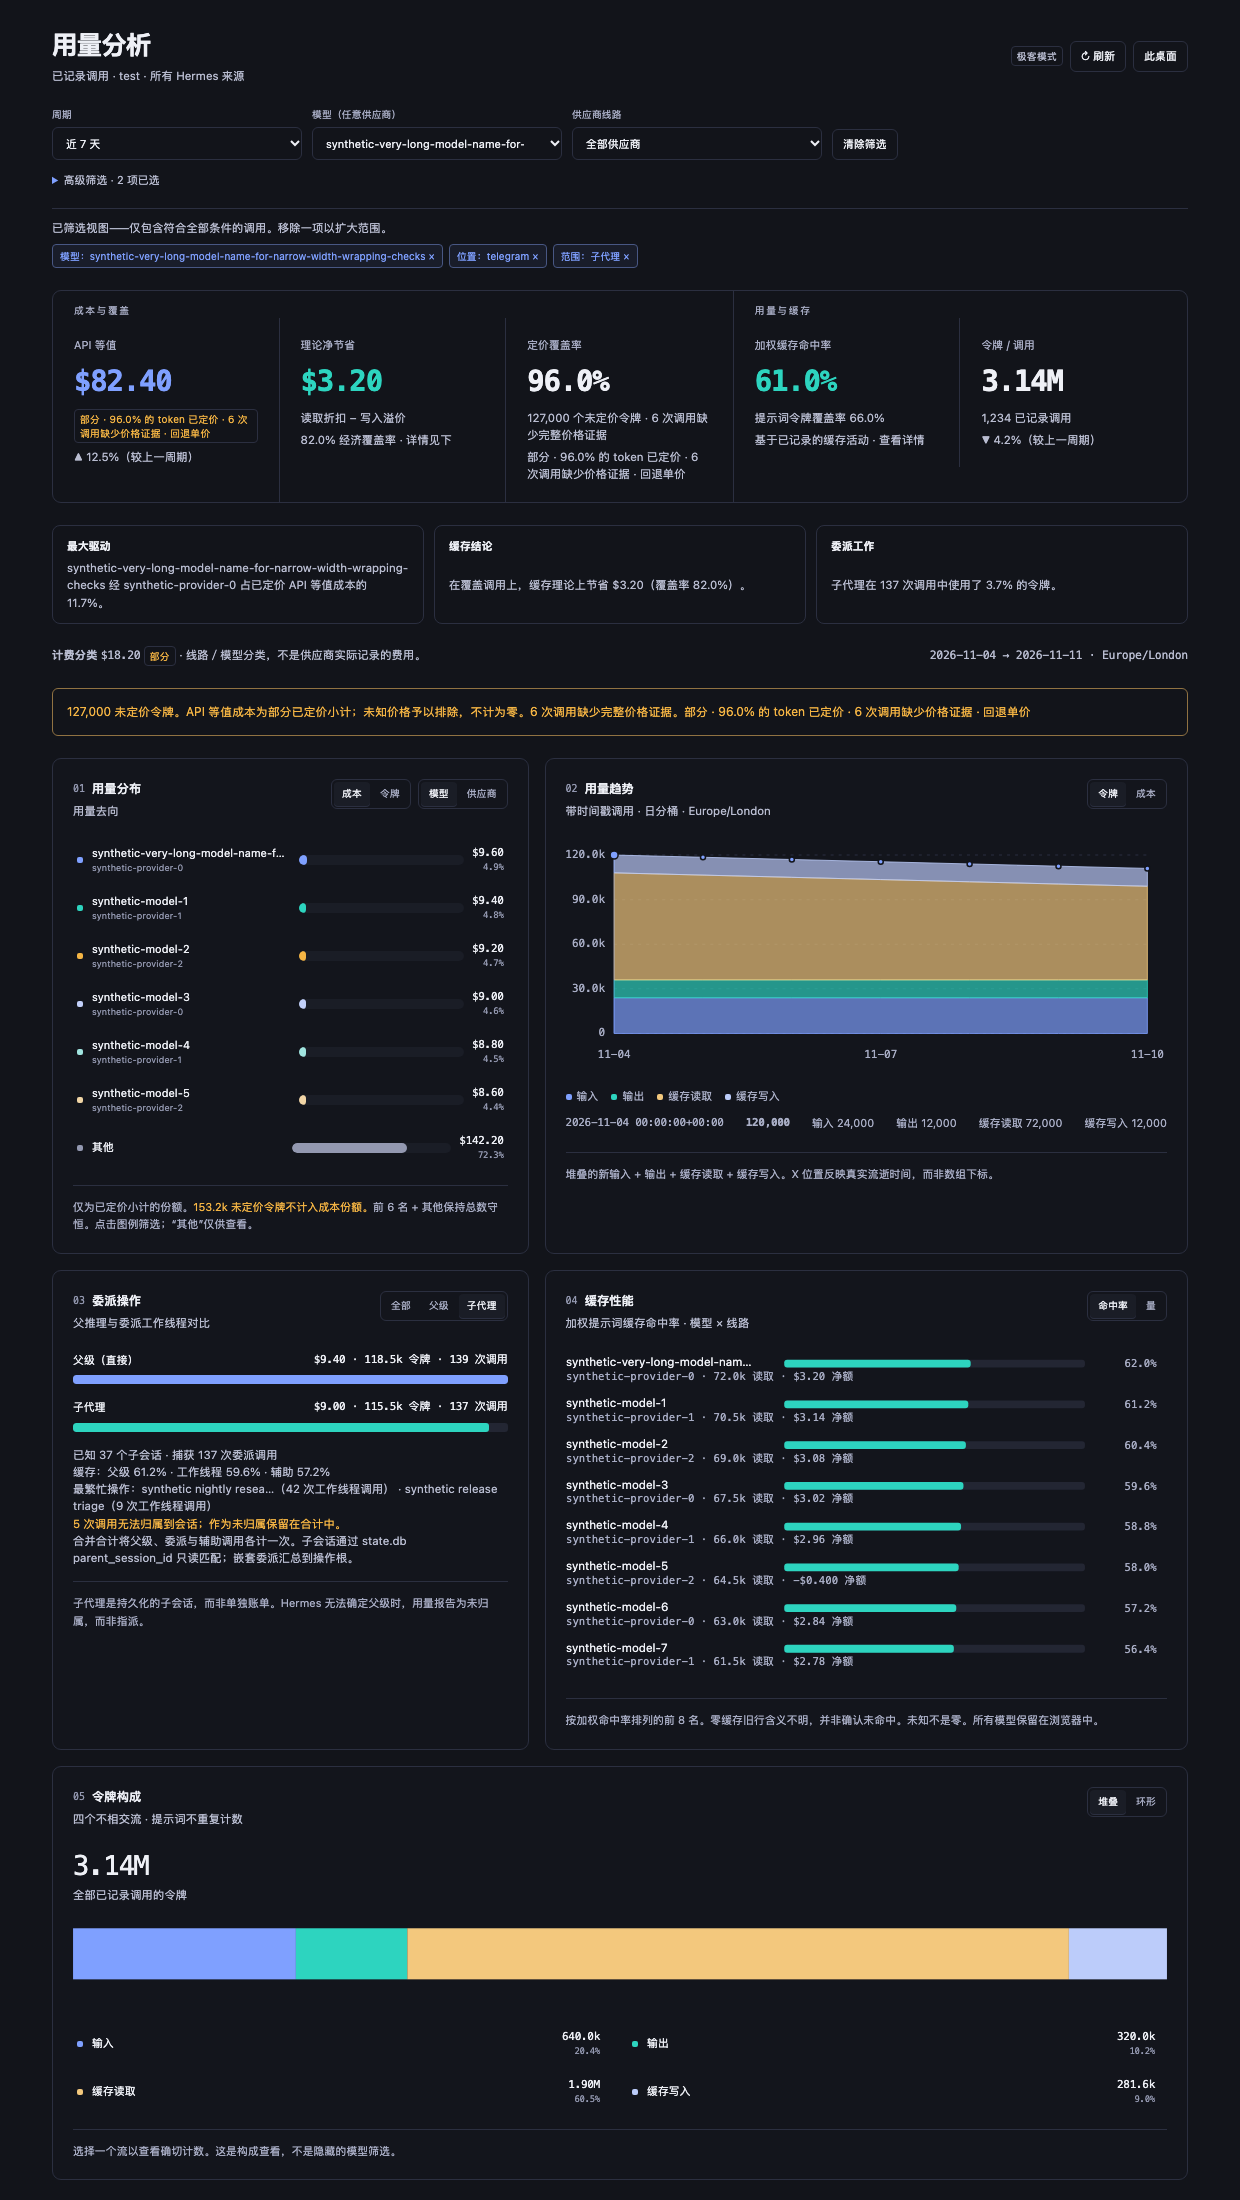 用量分析
已记录调用 · test · 所有 Hermes 来源
极客模式
↻ 刷新
此桌面
周期
模型（任意供应商）
供应商线路
近 7 天
synthetic-very-long-model-name-for-
全部供应商
清除筛选
▶ 高级筛选 · 2 项已选
已筛选视图——仅包含符合全部条件的调用。移除一项以扩大范围。
模型：synthetic-very-long-model-name-for-narrow-width-wrapping-checks ×
位置：telegram ×
范围：子代理 ×
成本与覆盖
用量与缓存
API 等值
$82.40
部分 · 96.0% 的 token 已定价 · 6 次
调用缺少价格证据 · 回退单价
▲ 12.5%（较上一周期）
理论净节省
$3.20
读取折扣 − 写入溢价
82.0% 经济覆盖率 · 详情见下
定价覆盖率
96.0%
127,000 个未定价令牌 · 6 次调用缺
少完整价格证据
部分 · 96.0% 的 token 已定价 · 6
次调用缺少价格证据 · 回退单价
加权缓存命中率
61.0%
提示词令牌覆盖率 66.0%
基于已记录的缓存活动 · 查看详情
令牌 / 调用
3.14M
1,234 已记录调用
▼ 4.2%（较上一周期）
最大驱动
synthetic-very-long-model-name-for-narrow-width-wrapping-
checks 经 synthetic-provider-0 占已定价 API 等值成本的
11.7%。
缓存结论
在覆盖调用上，缓存理论上节省 $3.20（覆盖率 82.0%）。
委派工作
子代理在 137 次调用中使用了 3.7% 的令牌。
计费分类 $18.20 部分 · 线路 / 模型分类，不是供应商实际记录的费用。
2026-11-04 → 2026-11-11 · Europe/London
127,000 未定价令牌。API 等值成本为部分已定价小计；未知价格予以排除，不计为零。6 次调用缺少完整价格证据。部分 · 96.0% 的 token 已定价 · 6 次调用缺少价格证据 · 回退单价
01 用量分布
用量去向
成本 令牌
模型 供应商
synthetic-very-long-model-name-f...
synthetic-provider-0
$9.60
4.9%
synthetic-model-1
synthetic-provider-1
$9.40
4.8%
synthetic-model-2
synthetic-provider-2
$9.20
4.7%
synthetic-model-3
synthetic-provider-0
$9.00
4.6%
synthetic-model-4
synthetic-provider-1
$8.80
4.5%
synthetic-model-5
synthetic-provider-2
$8.60
4.4%
其他
$142.20
72.3%
仅为已定价小计的份额。153.2k 未定价令牌不计入成本份额。前 6 名 + 其他保持总数守
恒。点击图例筛选；“其他”仅供查看。
02 用量趋势
带时间戳调用 · 日分桶 · Europe/London
令牌 成本
120.0k
90.0k
60.0k
30.0k
0
11-04
11-07
11-10
输入 输出 缓存读取 缓存写入
2026-11-04 00:00:00+00:00 120,000 输入 24,000 输出 12,000 缓存读取 72,000 缓存写入 12,000
堆叠的新输入 + 输出 + 缓存读取 + 缓存写入。X 位置反映真实流逝时间，而非数组下标。
03 委派操作
父推理与委派工作线程对比
全部 父级 子代理
父级（直接）
$9.40 · 118.5k 令牌 · 139 次调用
子代理
$9.00 · 115.5k 令牌 · 137 次调用
已知 37 个子会话 · 捕获 137 次委派调用
缓存：父级 61.2% · 工作线程 59.6% · 辅助 57.2%
最繁忙操作：synthetic nightly resea...（42 次工作线程调用） · synthetic release
triage（9 次工作线程调用）
5 次调用无法归属到会话；作为未归属保留在合计中。
合并合计将父级、委派与辅助调用各计一次。子会话通过 state.db
parent_session_id 只读匹配；嵌套委派汇总到操作根。
子代理是持久化的子会话，而非单独账单。Hermes 无法确定父级时，用量报告为未归
属，而非指派。
04 缓存性能
加权提示词缓存命中率 · 模型 × 线路
命中率 量
synthetic-very-long-model-nam...
synthetic-provider-0 · 72.0k 读取 · $3.20 净额
62.0%
synthetic-model-1
synthetic-provider-1 · 70.5k 读取 · $3.14 净额
61.2%
synthetic-model-2
synthetic-provider-2 · 69.0k 读取 · $3.08 净额
60.4%
synthetic-model-3
synthetic-provider-0 · 67.5k 读取 · $3.02 净额
59.6%
synthetic-model-4
synthetic-provider-1 · 66.0k 读取 · $2.96 净额
58.8%
synthetic-model-5
synthetic-provider-2 · 64.5k 读取 · −$0.400 净额
58.0%
synthetic-model-6
synthetic-provider-0 · 63.0k 读取 · $2.84 净额
57.2%
synthetic-model-7
synthetic-provider-1 · 61.5k 读取 · $2.78 净额
56.4%
按加权命中率排列的前 8 名。零缓存旧行含义不明，并非确认未命中。未知不是零。所有模型保留在浏览器中。
05 令牌构成
四个不相交流 · 提示词不重复计数
堆叠 环形
3.14M
全部已记录调用的令牌
输入
640.0k
20.4%
输出
320.0k
10.2%
缓存读取
1.90M
60.5%
缓存写入
281.6k
9.0%
选择一个流以查看确切计数。这是构成查看，不是隐藏的模型筛选。